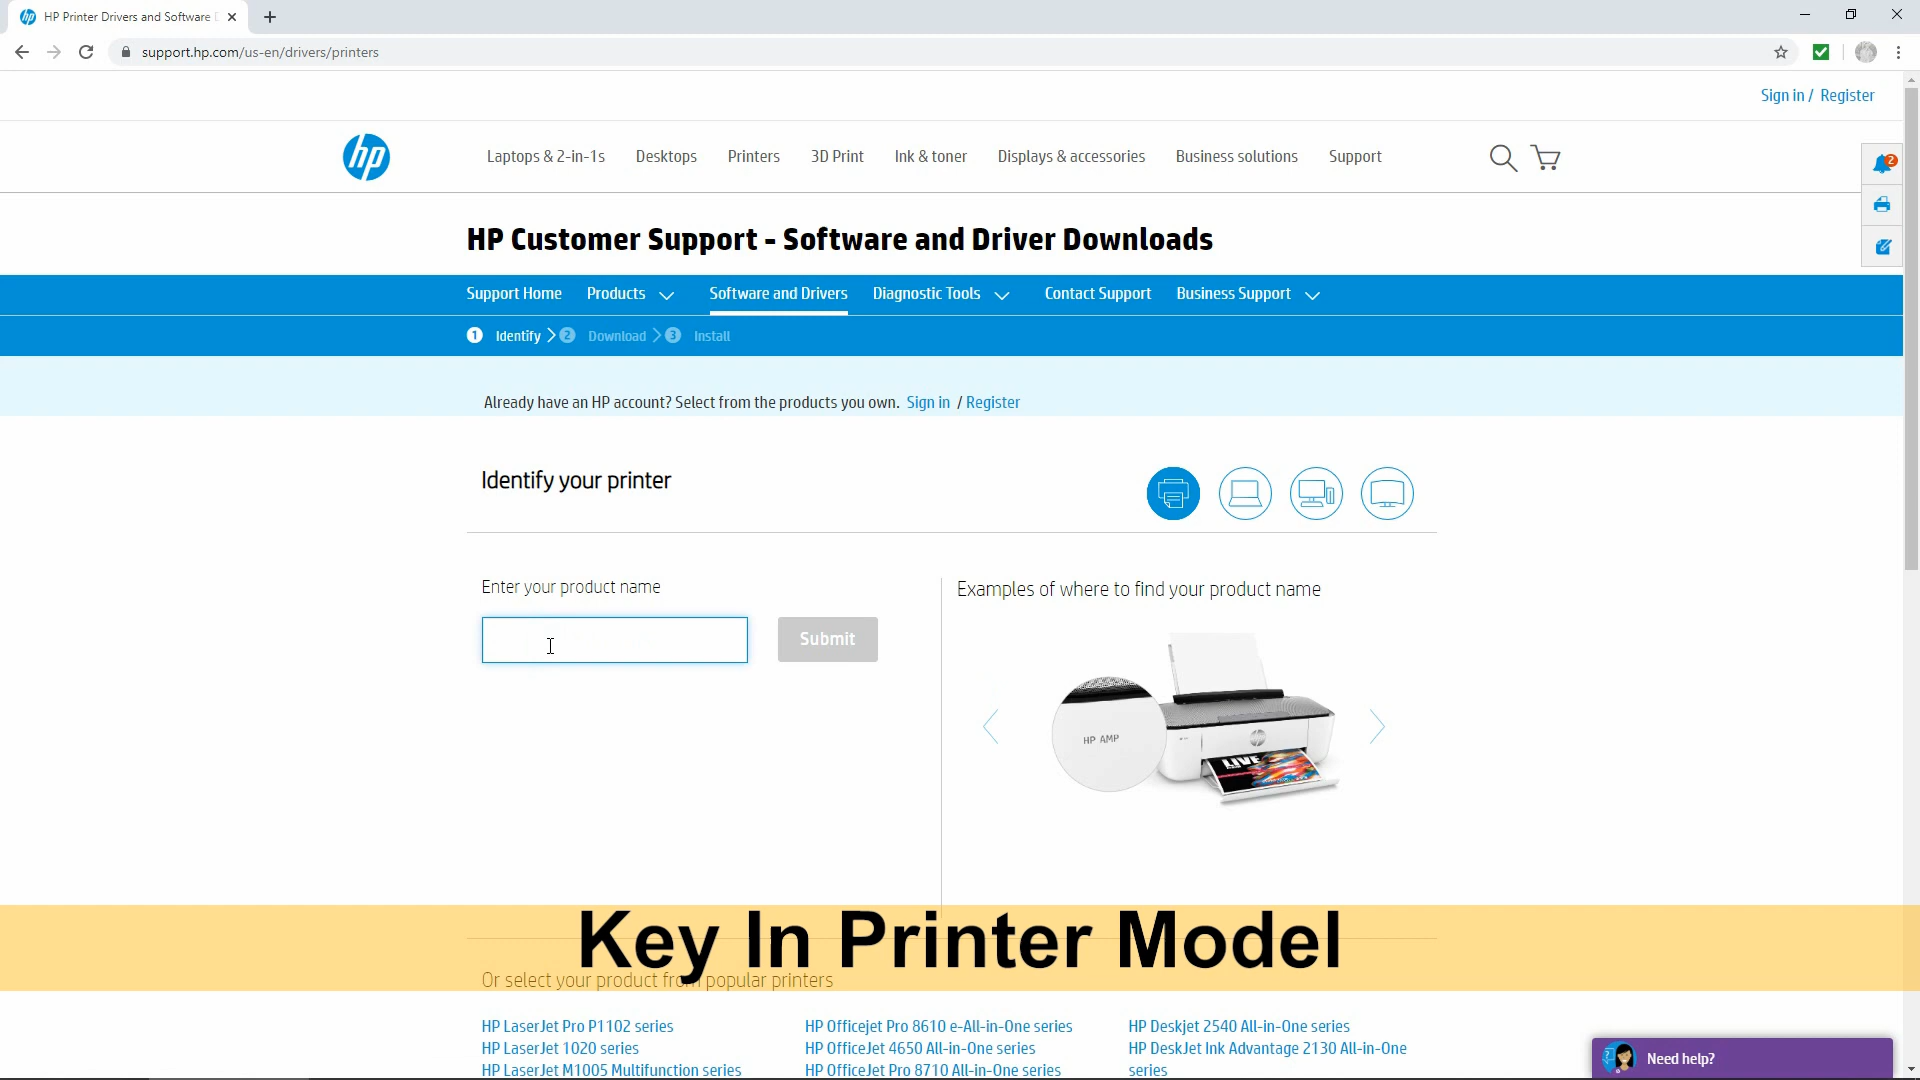 HP Printer Drivers and Software D
support.hp.com/us-en/drivers/printers
Sign in / Register
hp
Laptops & 2-in-1s Desktops Printers 3D Print Ink & toner Displays & accessories Business solutions Support
2
HP Customer Support - Software and Driver Downloads
Support Home Products Software and Drivers Diagnostic Tools Contact Support Business Support
1 Identify 2 Download 3 Install
Already have an HP account? Select from the products you own. Sign in / Register
Identify your printer
Enter your product name
Submit
Examples of where to find your product name
HP AMP
LIVE
Key In Printer Model
Or select your product from popular printers
HP LaserJet Pro P1102 series
HP LaserJet 1020 series
HP LaserJet M1005 Multifunction series
HP Officejet Pro 8610 e-All-in-One series
HP OfficeJet 4650 All-in-One series
HP OfficeJet Pro 8710 All-in-One series
HP Deskjet 2540 All-in-One series
HP DeskJet Ink Advantage 2130 All-in-One
series
Need help?